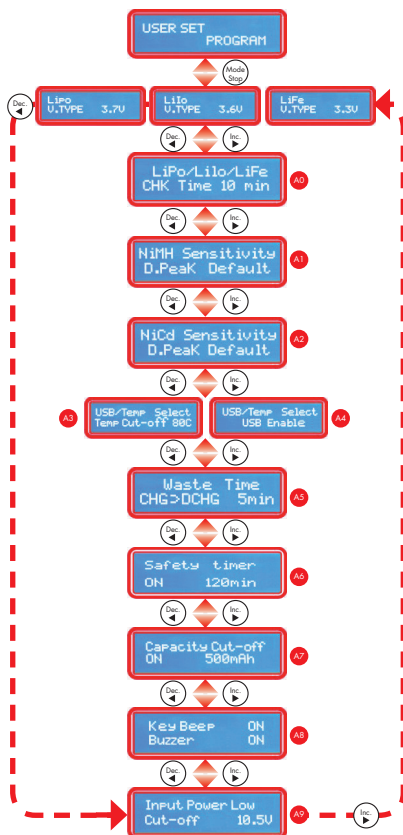 USER SET
PROGRAM
Mode
Stop
Dec.
Lipo
V.TYPE 3.7V
LiIo
V.TYPE 3.6V
LiFe
V.TYPE 3.3V
Dec.
Inc.
LiPo/LiIo/LiFe
CHK Time 10 min
A0
Dec.
Inc.
NiMH Sensitivity
D.Peak Default
A1
Dec.
Inc.
NiCd Sensitivity
D.Peak Default
A2
Dec.
Inc.
A3
USB/Temp Select
Temp Cut-off 80C
USB/Temp Select
USB Enable
A4
Dec.
Inc.
Waste Time
CHG>DCHG 5min
A5
Dec.
Inc.
Safety timer
ON 120min
A6
Dec.
Inc.
Capacity Cut-off
ON 500mAh
A7
Dec.
Inc.
Key Beep ON
Buzzer ON
A8
Dec.
Inc.
Input Power Low
Cut-off 10.5V
A9
Inc.